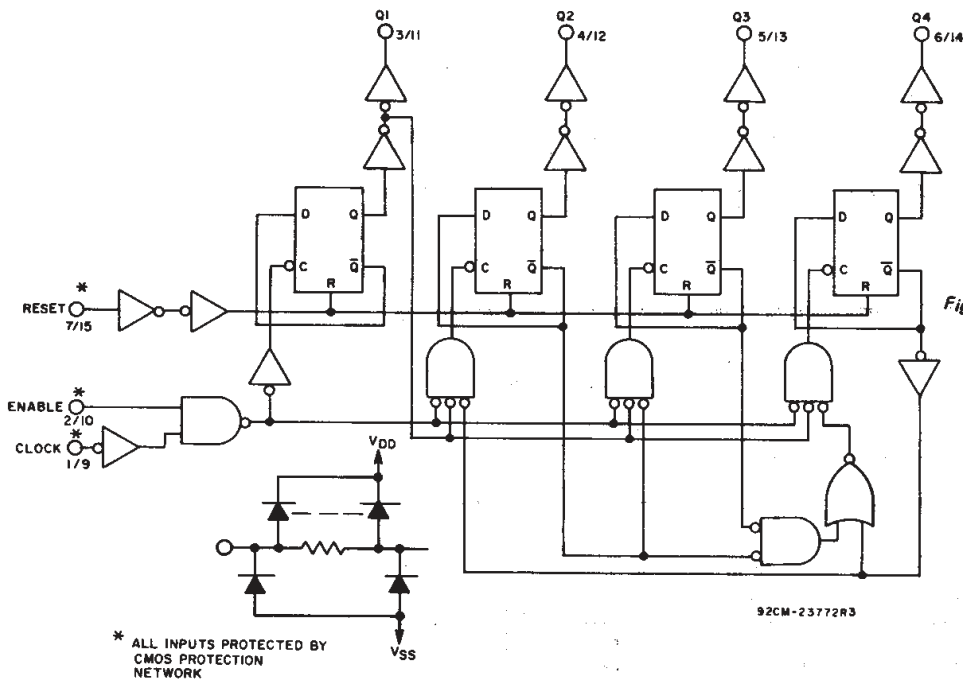 Q1
3/11
Q2
4/12
Q3
5/13
Q4
6/14
D Q
C Q̅
R
D Q
C Q̅
R
D Q
C Q̅
R
D Q
C Q̅
R
*
RESET
7/15
Fig
*
ENABLE
2/10
*
CLOCK
1/9
VDD
VSS
92CM-23772R3
* ALL INPUTS PROTECTED BY
CMOS PROTECTION
NETWORK